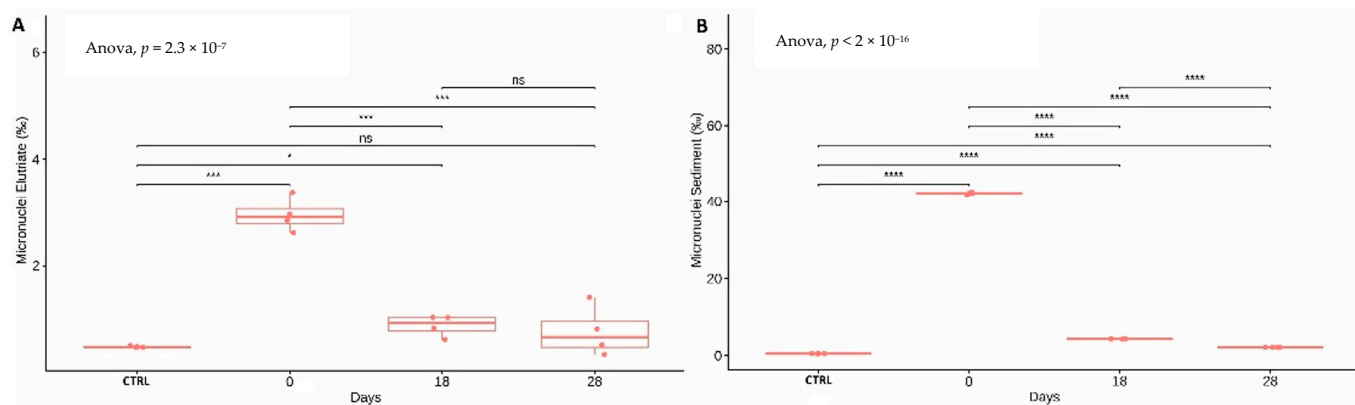 A
Anova, p = 2.3 × 10⁻⁷
Micronuclei Elutriate (‰)
6
4
2
ns
***
***
ns
*
***
CTRL
0
18
28
Days
B
Anova, p < 2 × 10⁻¹⁶
Micronuclei Sediment (‰)
80
60
40
20
0
****
****
****
****
****
****
CTRL
0
18
28
Days